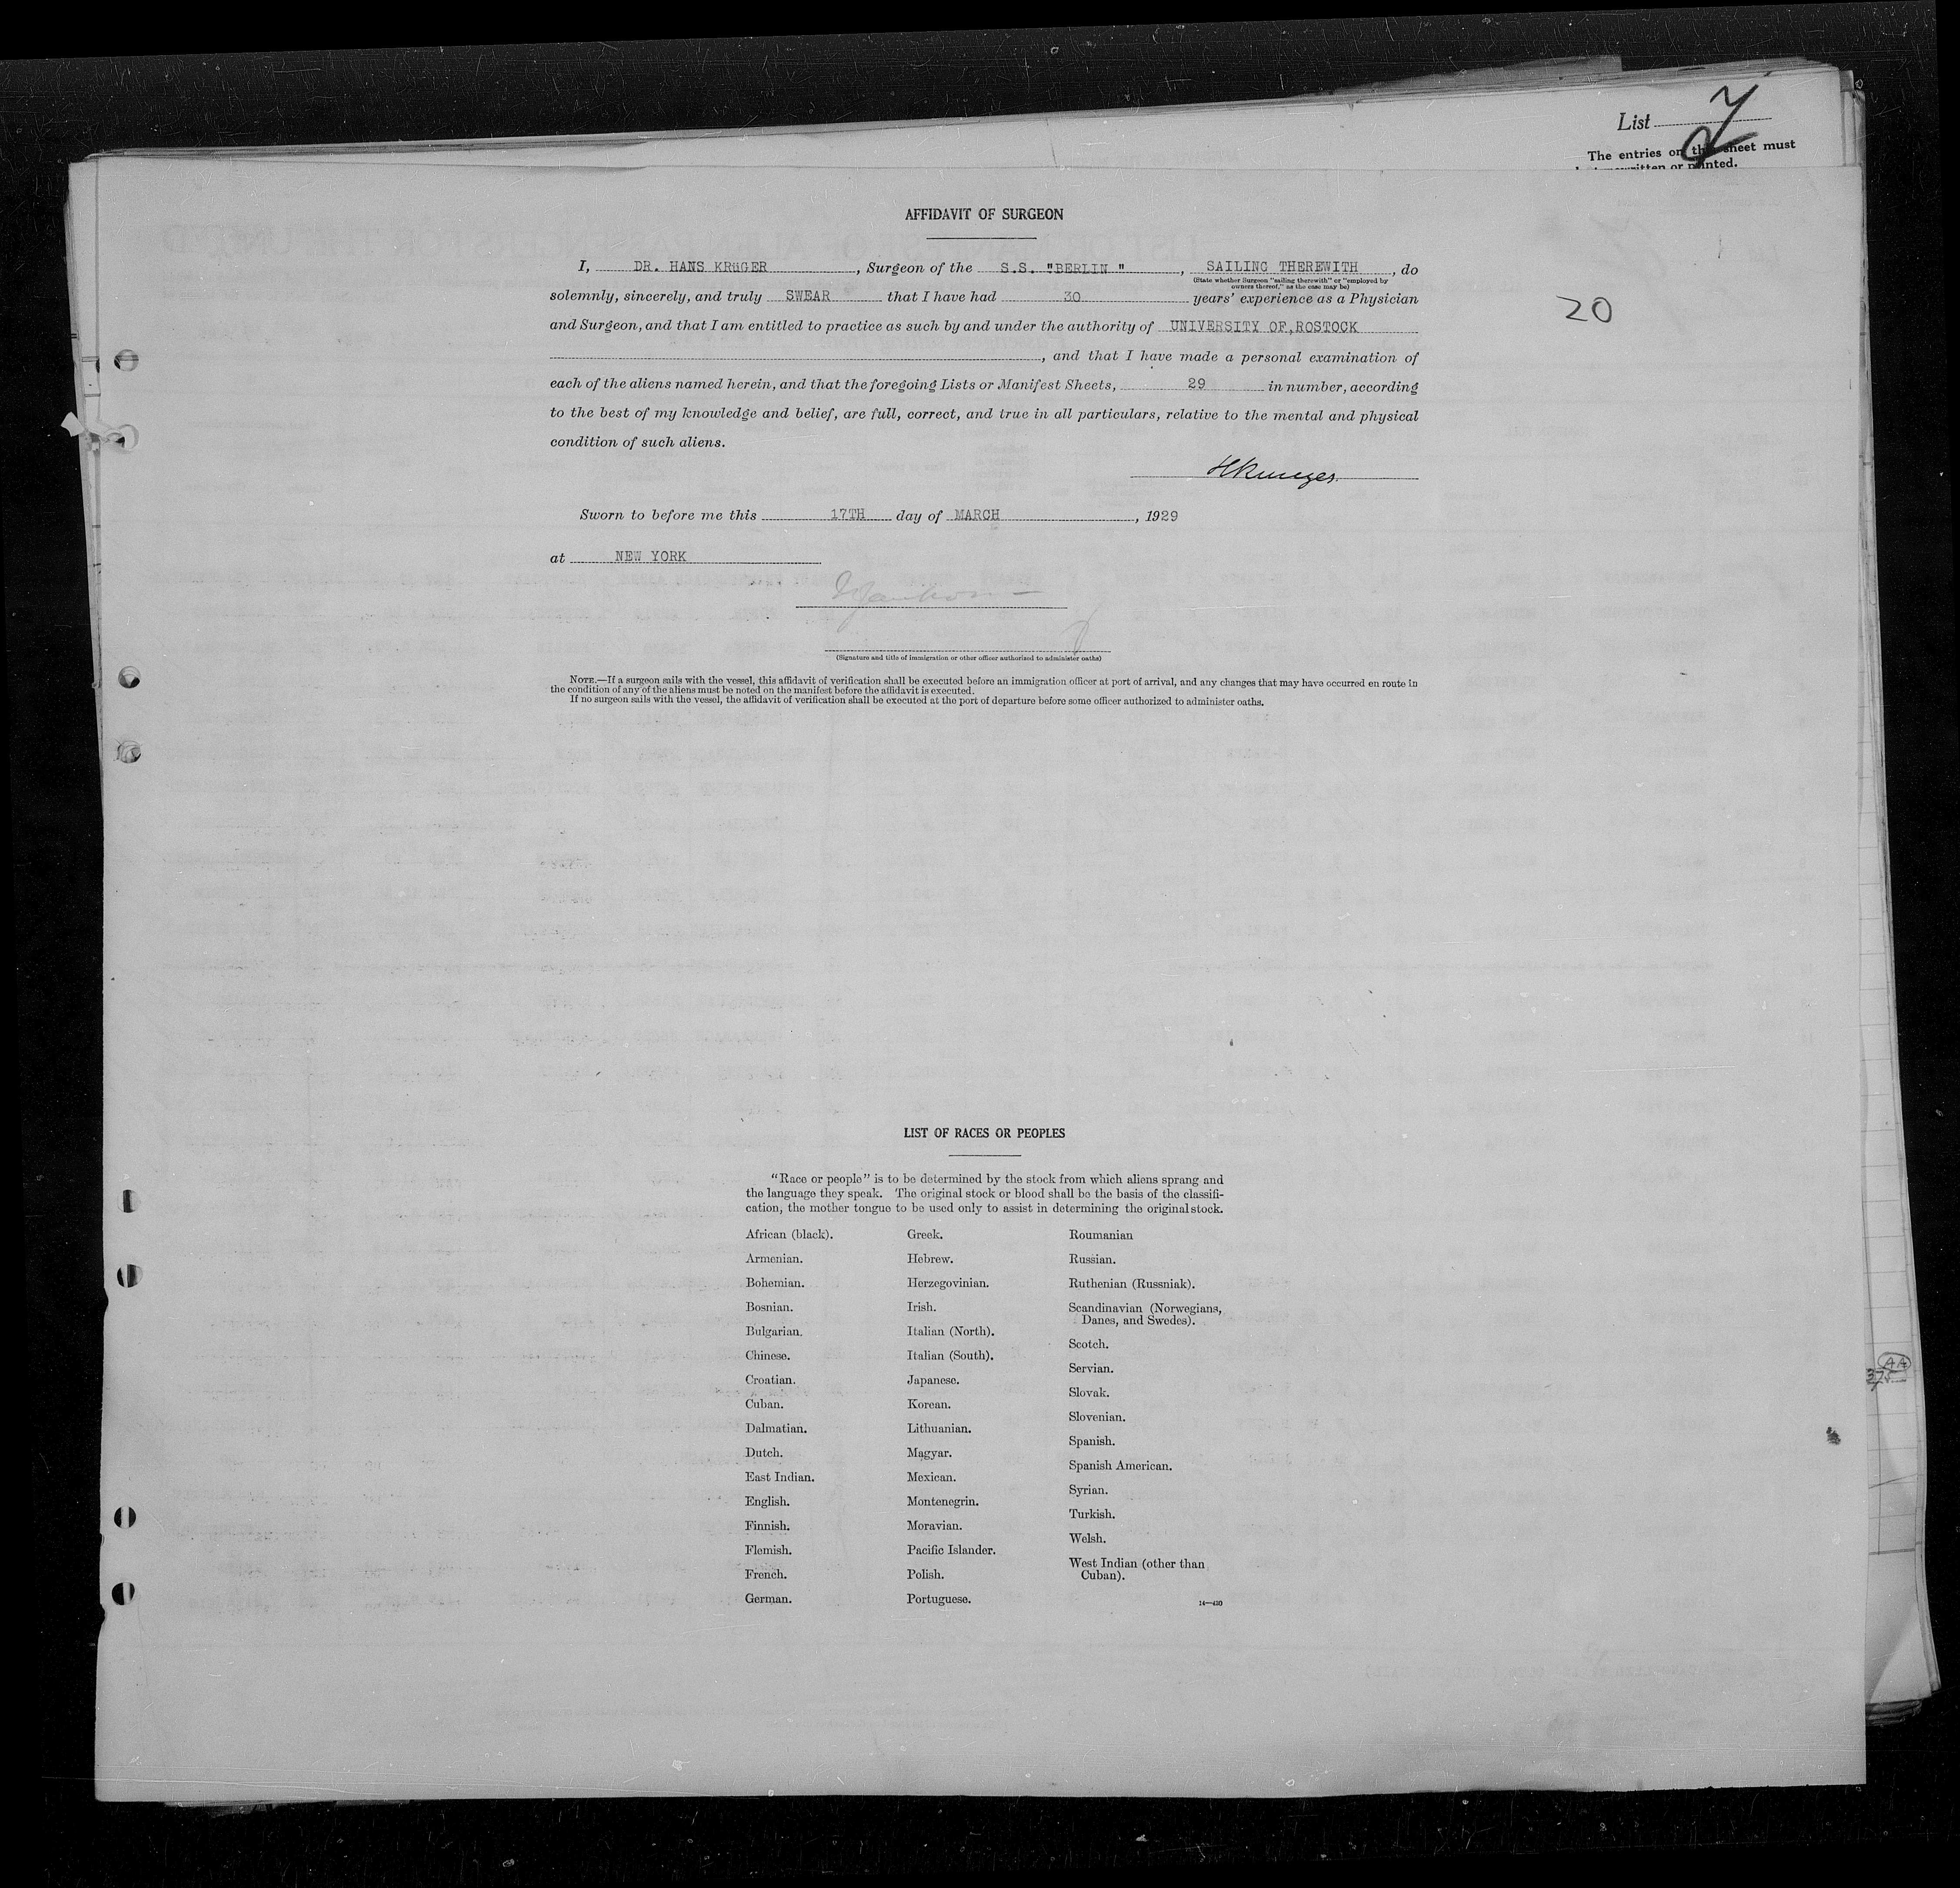 List
The entries on this sheet must
AFFIDAVIT OF SURGEON
I, DR. HANS KRüGER, Surgeon of the S.S. "BERLIN", SAILING THEREWITH, do
(State whether Surgeon "sailing therewith" or "employed by
owners thereof," as the case may be)
solemnly, sincerely, and truly SWEAR that I have had 30 years' experience as a Physician
20
and Surgeon, and that I am entitled to practice as such by and under the authority of UNIVERSITY OF,ROSTOCK
, and that I have made a personal examination of
each of the aliens named herein, and that the foregoing Lists or Manifest Sheets, 29 in number, according
to the best of my knowledge and belief, are full, correct, and true in all particulars, relative to the mental and physical
condition of such aliens.
HKrueger.
Sworn to before me this 17TH day of MARCH, 1929
at NEW YORK
(Signature and title of immigration or other officer authorized to administer oaths)
NOTE.—If a surgeon sails with the vessel, this affidavit of verification shall be executed before an immigration officer at port of arrival, and any changes that may have occurred en route in
the condition of any of the aliens must be noted on the manifest before the affidavit is executed.
If no surgeon sails with the vessel, the affidavit of verification shall be executed at the port of departure before some officer authorized to administer oaths.
LIST OF RACES OR PEOPLES
"Race or people" is to be determined by the stock from which aliens sprang and
the language they speak. The original stock or blood shall be the basis of the classifi-
cation, the mother tongue to be used only to assist in determining the original stock.
African (black).
Armenian.
Bohemian.
Bosnian.
Bulgarian.
Chinese.
Croatian.
Cuban.
Dalmatian.
Dutch.
East Indian.
English.
Finnish.
Flemish.
French.
German.
Greek.
Hebrew.
Herzegovinian.
Irish.
Italian (North).
Italian (South).
Japanese.
Korean.
Lithuanian.
Magyar.
Mexican.
Montenegrin.
Moravian.
Pacific Islander.
Polish.
Portuguese.
Roumanian
Russian.
Ruthenian (Russniak).
Scandinavian (Norwegians,
Danes, and Swedes).
Scotch.
Servian.
Slovak.
Slovenian.
Spanish.
Spanish American.
Syrian.
Turkish.
Welsh.
West Indian (other than
Cuban).
14—430
AA
375